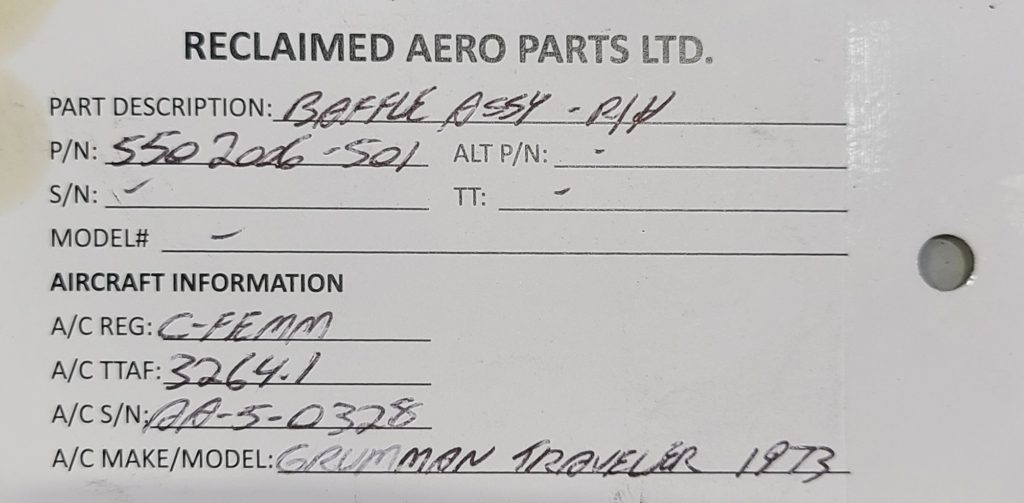 RECLAIMED AERO PARTS LTD.
PART DESCRIPTION: BAFFLE ASSY - R/H
P/N: 5502006-501 ALT P/N: -
S/N: - TT: -
MODEL# -
AIRCRAFT INFORMATION
A/C REG: C-FEMM
A/C TTAF: 3264.1
A/C S/N: AA-5-0328
A/C MAKE/MODEL: GRUMMAN TRAVELER 1973